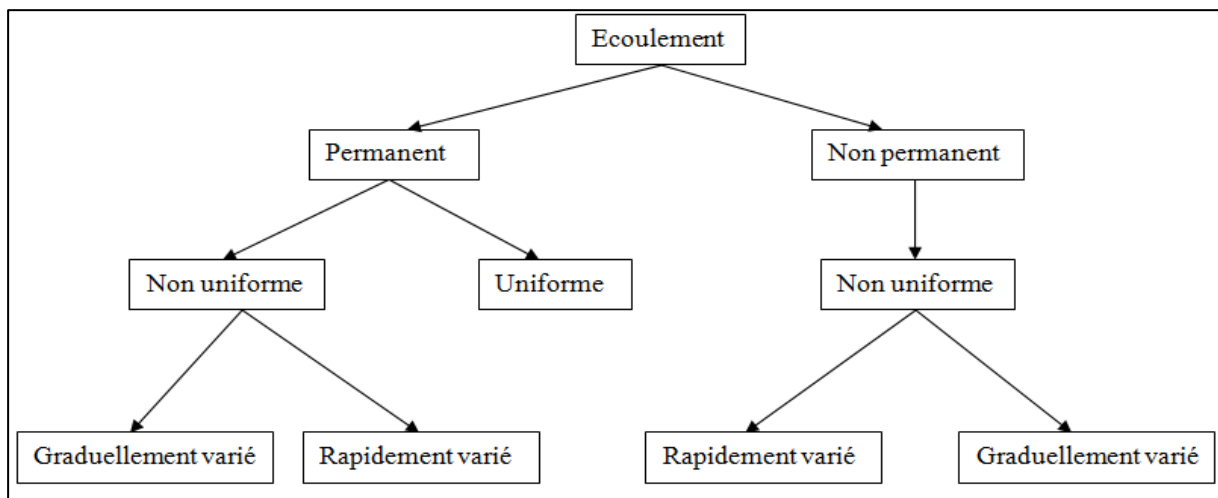 Ecoulement
Permanent
Non permanent
Non uniforme
Uniforme
Non uniforme
Graduellement varié
Rapidement varié
Rapidement varié
Graduellement varié